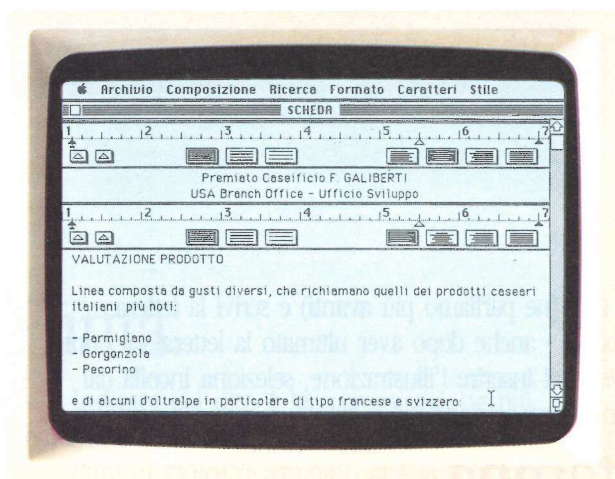 Archivio Composizione Ricerca Formato Caratteri Stile
SCHEDA
1 2 3 4 5 6 7
Premiato Caseificio F. GALIBERTI
USA Branch Office - Ufficio Sviluppo
1 2 3 4 5 6 7
VALUTAZIONE PRODOTTO
Linea composta da gusti diversi, che richiamano quelli dei prodotti caseari
italiani più noti:
- Parmigiano
- Gorgonzola
- Pecorino
e di alcuni d'oltralpe in particolare di tipo francese e svizzero: